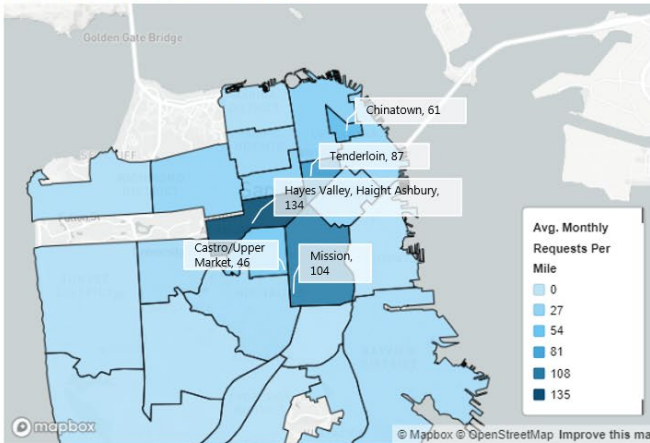 Golden Gate Bridge
Chinatown, 61
Tenderloin, 87
Hayes Valley, Haight Ashbury,
134
Castro/Upper
Market, 46
Mission,
104
Avg. Monthly
Requests Per
Mile
0
27
54
81
108
135
mapbox
© Mapbox © OpenStreetMap Improve this ma